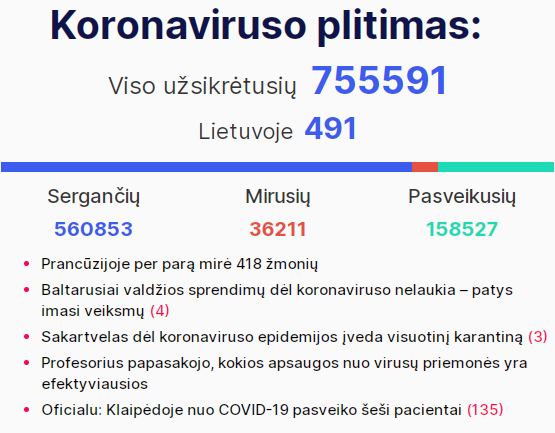 Koronaviruso plitimas:
Viso užsikrėtusių 755591
Lietuvoje 491
Sergančių Mirusių Pasveikusių
560853 36211 158527
• Prancūzijoje per parą mirė 418 žmonių
• Baltarusiai valdžios sprendimų dėl koronaviruso nelaukia – patys
imasi veiksmų (4)
• Sakartvelas dėl koronaviruso epidemijos įveda visuotinį karantiną (3)
• Profesorius papasakojo, kokios apsaugos nuo virusų priemonės yra
efektyviausios
• Oficialu: Klaipėdoje nuo COVID-19 pasveiko šeši pacientai (135)